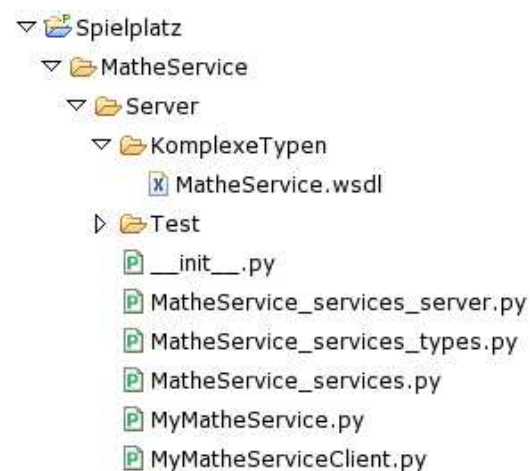 Spielplatz
MatheService
Server
KomplexeTypen
MatheService.wsdl
Test
__init__.py
MatheService_services_server.py
MatheService_services_types.py
MatheService_services.py
MyMatheService.py
MyMatheServiceClient.py